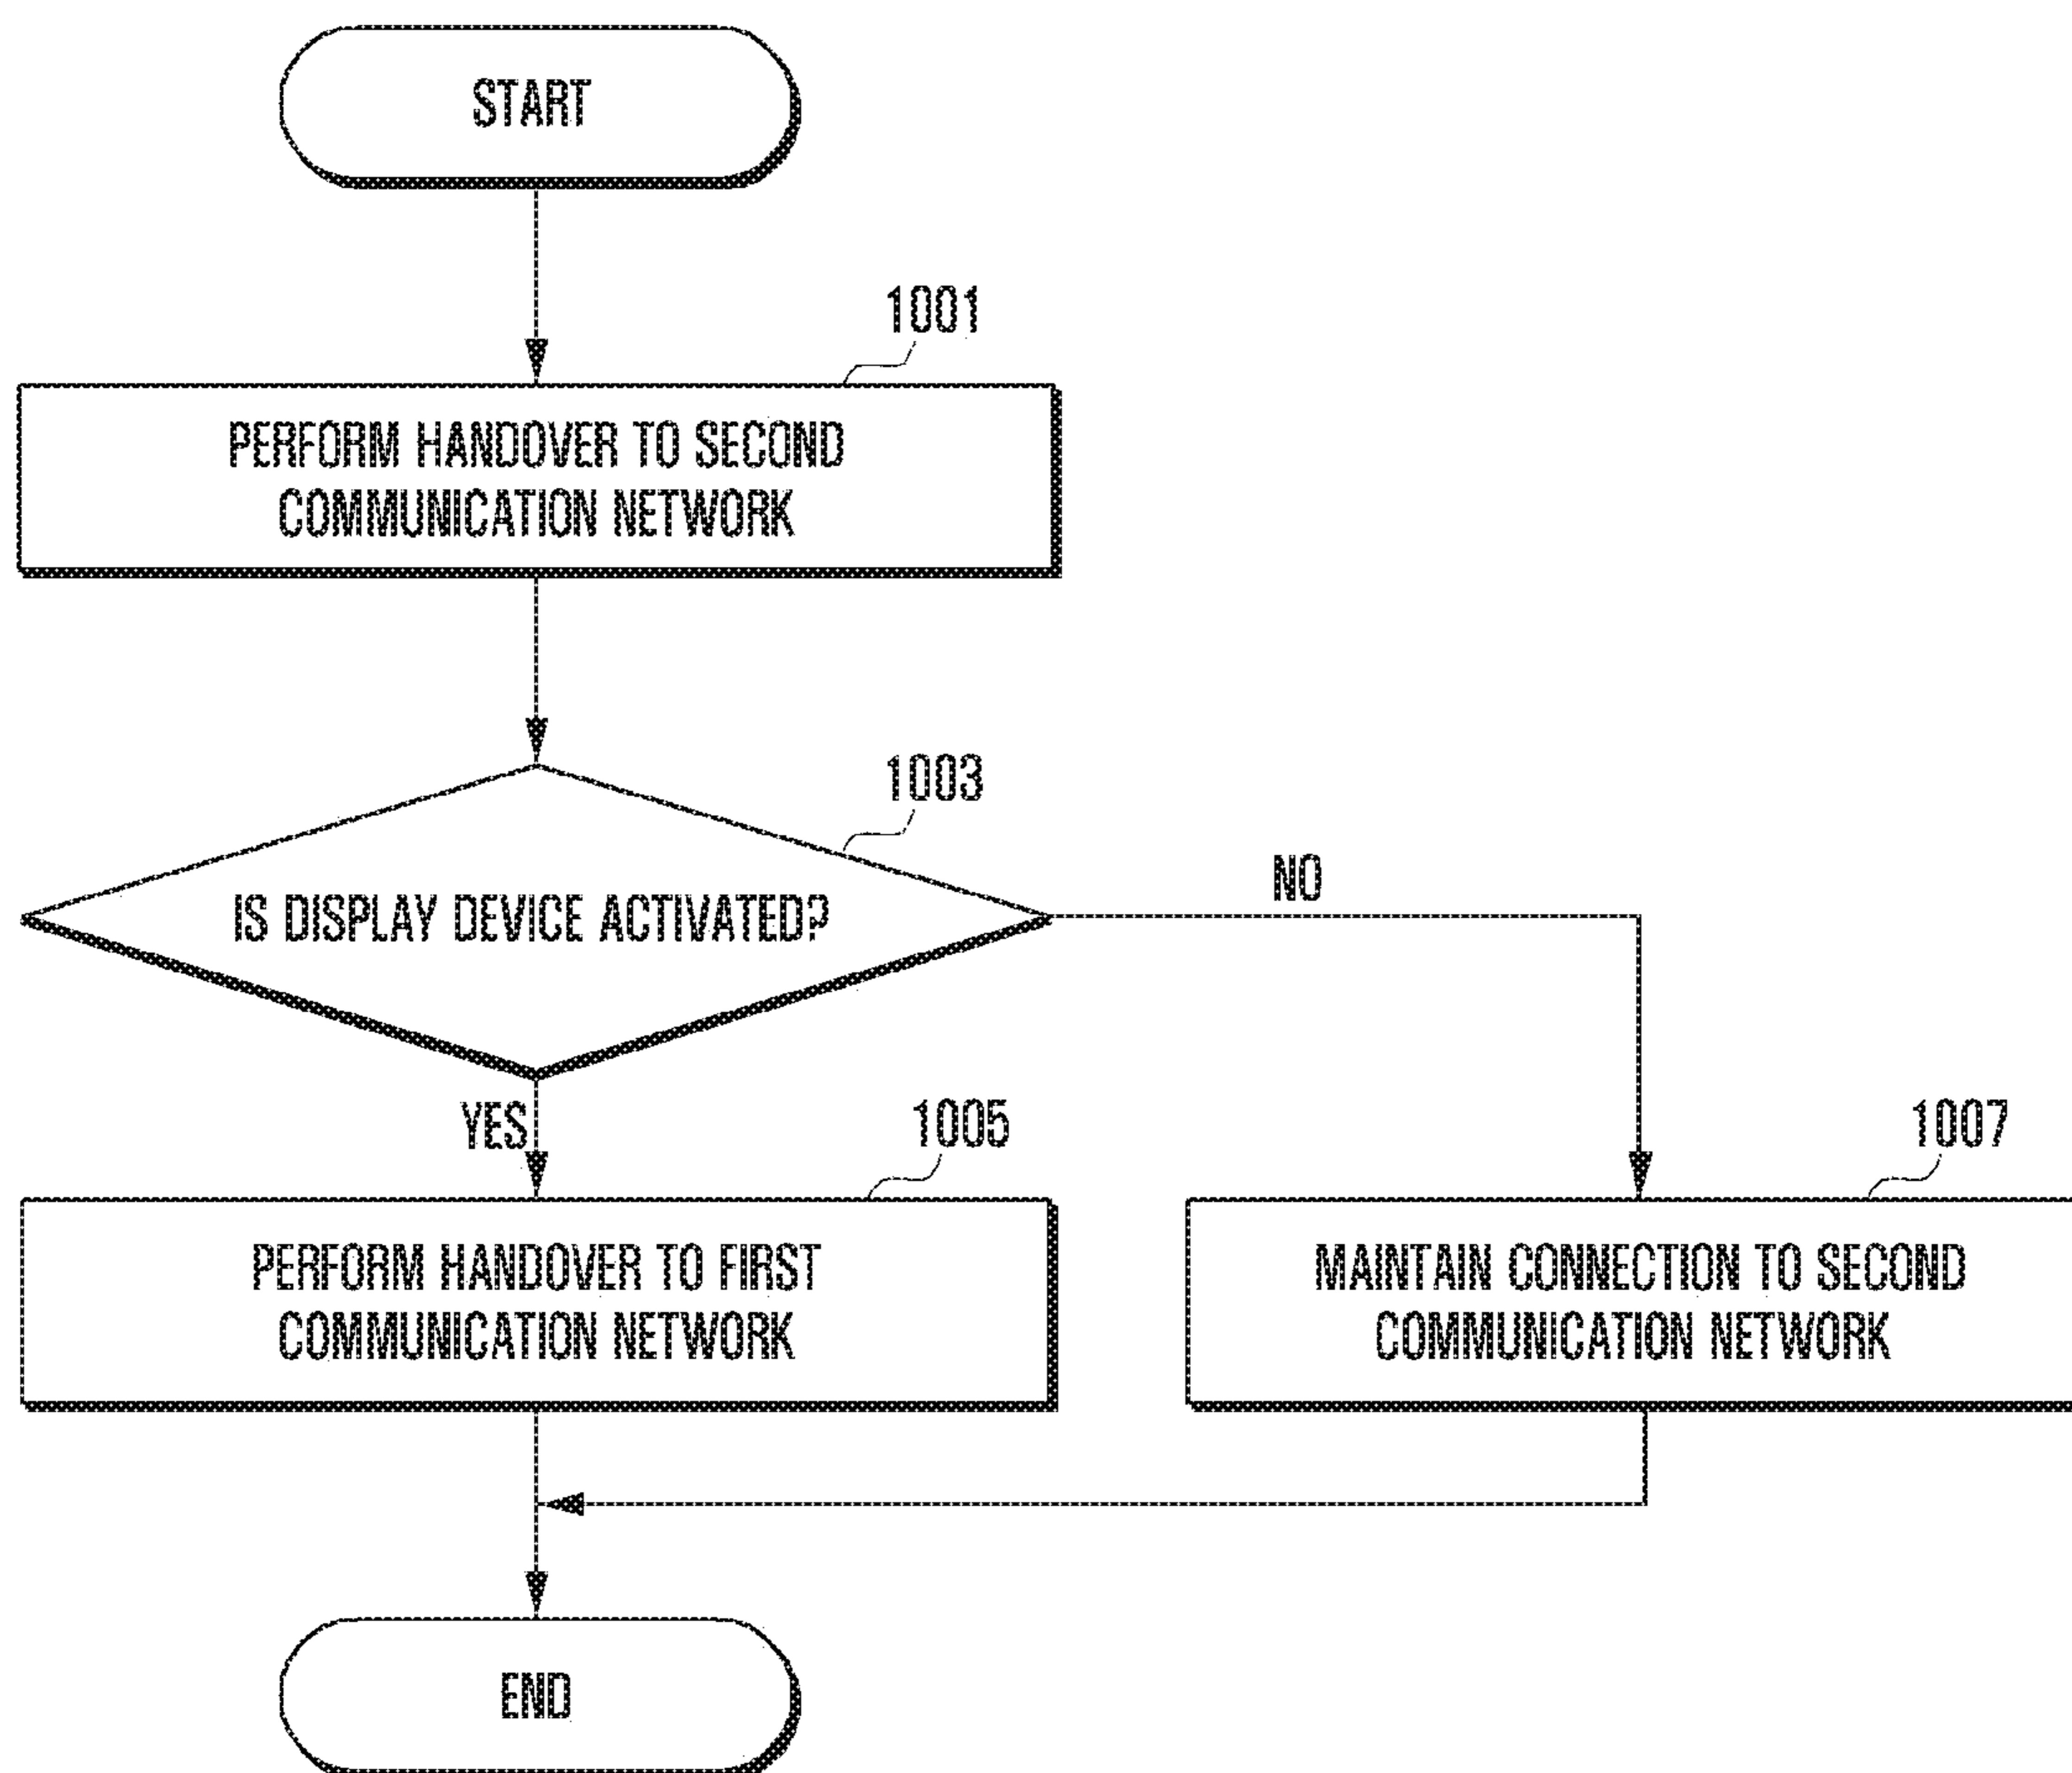 START
1001
PERFORM HANDOVER TO SECOND
COMMUNICATION NETWORK
1003
IS DISPLAY DEVICE ACTIVATED?
NO
YES
1005
PERFORM HANDOVER TO FIRST
COMMUNICATION NETWORK
1007
MAINTAIN CONNECTION TO SECOND
COMMUNICATION NETWORK
END